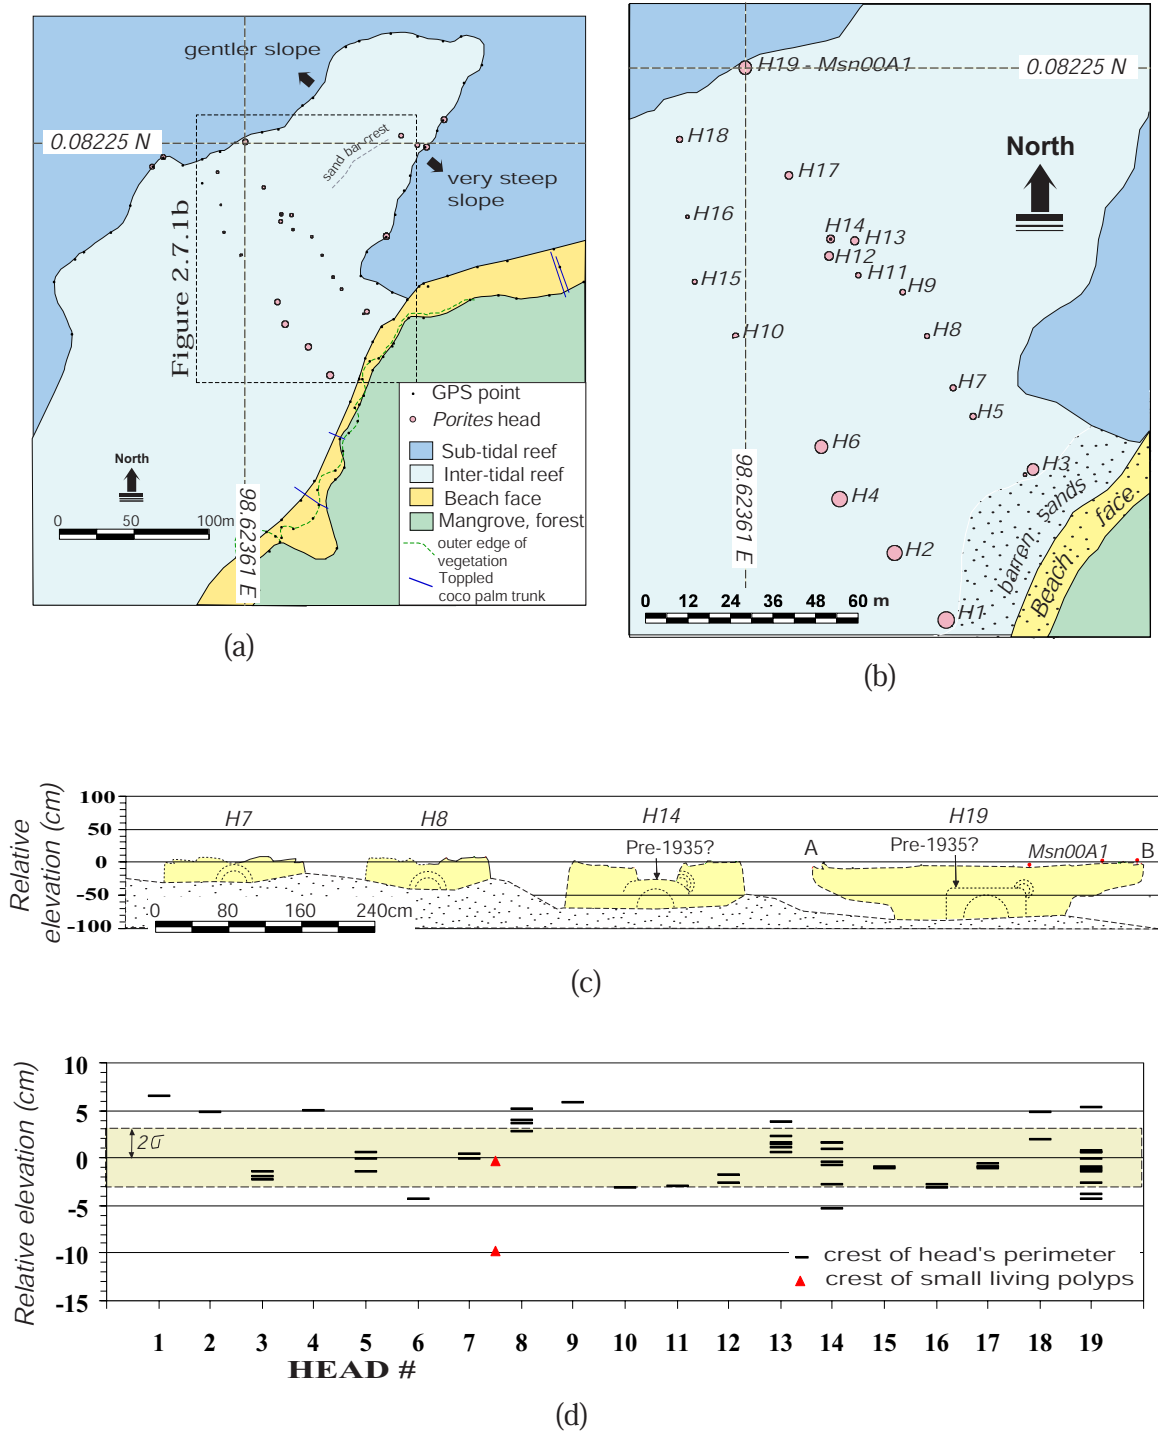 gentler slope
0.08225 N
sand bar crest
very steep
slope
Figure 2.7.1b
98.62361 E
North
0 50 100m
GPS point
Porites head
Sub-tidal reef
Inter-tidal reef
Beach face
Mangrove, forest
outer edge of
vegetation
Toppled
coco palm trunk
(a)
H19 - Msn00A1
0.08225 N
H18
H17
North
H16
H14
H13
H12
H11
H15
H9
H10
H8
H7
H5
H6
H3
H4
H2
H1
98.62361 E
barren sands
Beach face
0 12 24 36 48 60 m
(b)
Relative
elevation (cm)
100
50
0
-50
-100
H7 H8 H14 H19
Pre-1935? A Pre-1935? Msn00A1 B
0 80 160 240cm
(c)
Relative elevation (cm)
10
5
0
-5
-10
-15
2σ
crest of head's perimeter
crest of small living polyps
1 2 3 4 5 6 7 8 9 10 11 12 13 14 15 16 17 18 19
HEAD #
(d)